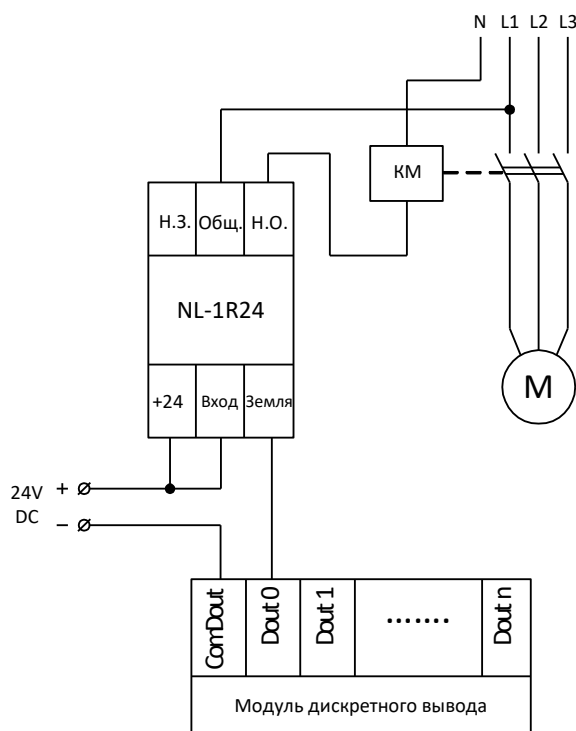 N L1 L2 L3
КМ
Н.З. Общ. Н.О.
NL-1R24
М
+24 Вход Земля
24V +
DC −
ComDout Dout 0 Dout 1 ....... Dout n
Модуль дискретного вывода